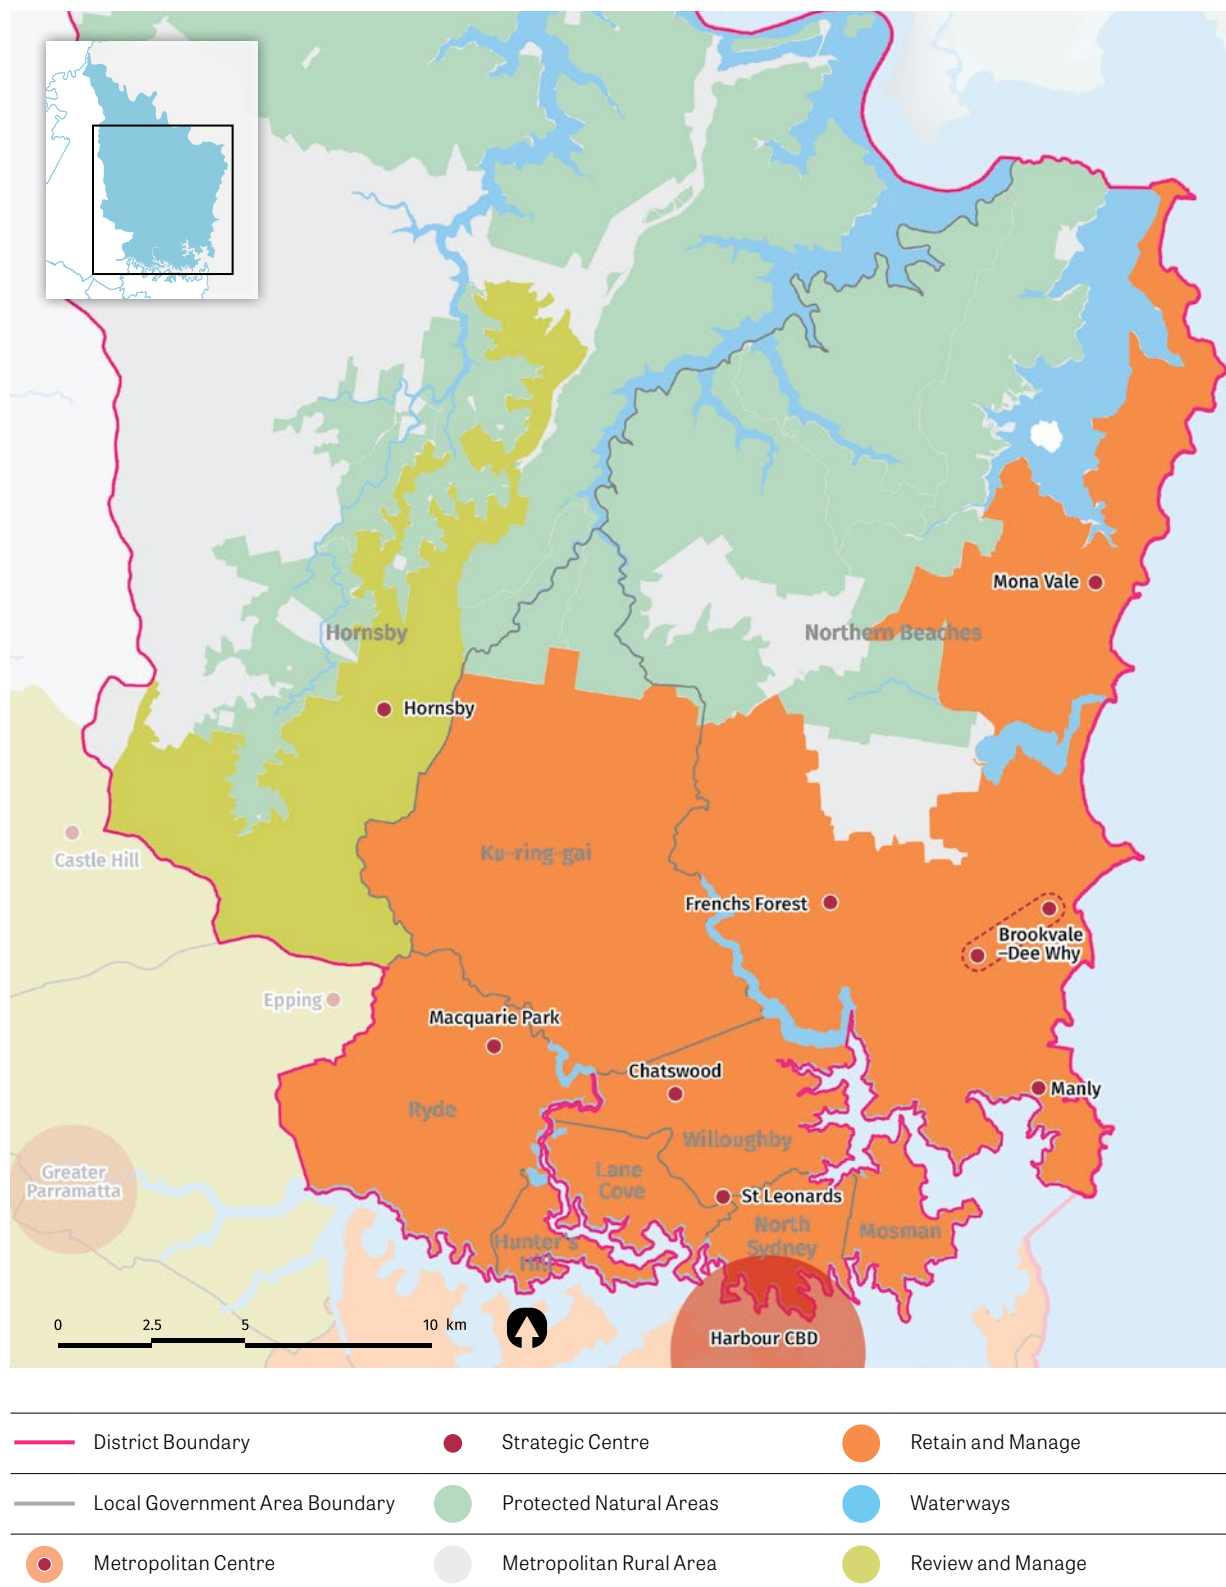 Mona Vale
Hornsby
Northern Beaches
Hornsby
Castle Hill
Ku-ring-gai
Frenchs Forest
Brookvale
–Dee Why
Epping
Macquarie Park
Chatswood
Manly
Ryde
Willoughby
Greater
Parramatta
Lane
Cove
St Leonards
North
Sydney
Mosman
Hunter's
Hill
Harbour CBD
0 2.5 5 10 km
District Boundary
Strategic Centre
Retain and Manage
Local Government Area Boundary
Protected Natural Areas
Waterways
Metropolitan Centre
Metropolitan Rural Area
Review and Manage